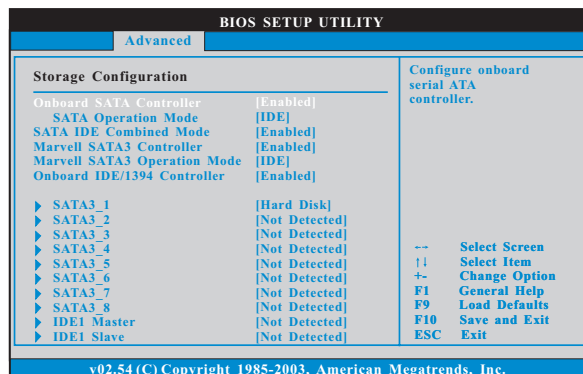 BIOS SETUP UTILITY
Advanced
Storage Configuration
Onboard SATA Controller [Enabled]
SATA Operation Mode [IDE]
SATA IDE Combined Mode [Enabled]
Marvell SATA3 Controller [Enabled]
Marvell SATA3 Operation Mode [IDE]
Onboard IDE/1394 Controller [Enabled]
SATA3_1 [Hard Disk]
SATA3_2 [Not Detected]
SATA3_3 [Not Detected]
SATA3_4 [Not Detected]
SATA3_5 [Not Detected]
SATA3_6 [Not Detected]
SATA3_7 [Not Detected]
SATA3_8 [Not Detected]
IDE1 Master [Not Detected]
IDE1 Slave [Not Detected]
Configure onboard
serial ATA
controller.
←→ Select Screen
↑↓ Select Item
+- Change Option
F1 General Help
F9 Load Defaults
F10 Save and Exit
ESC Exit
v02.54 (C) Copyright 1985-2003, American Megatrends, Inc.